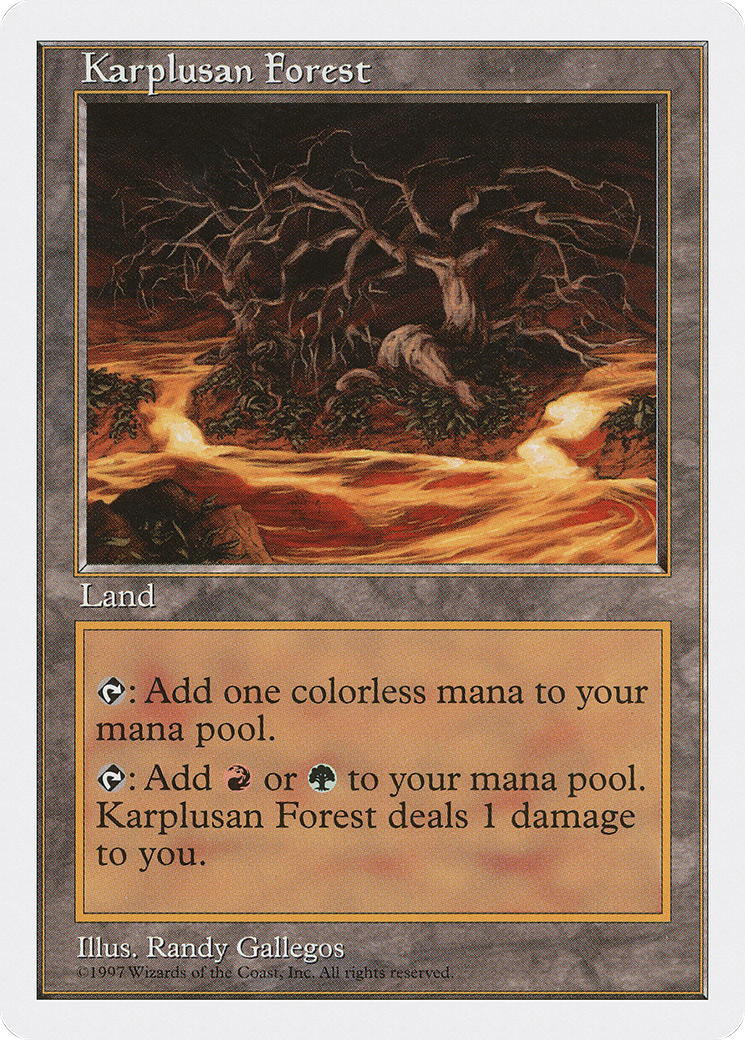 Karplusan Forest
Land
: Add one colorless mana to your
mana pool.
: Add or to your mana pool.
Karplusan Forest deals 1 damage
to you.
Illus. Randy Gallegos
©1997 Wizards of the Coast, Inc. All rights reserved.